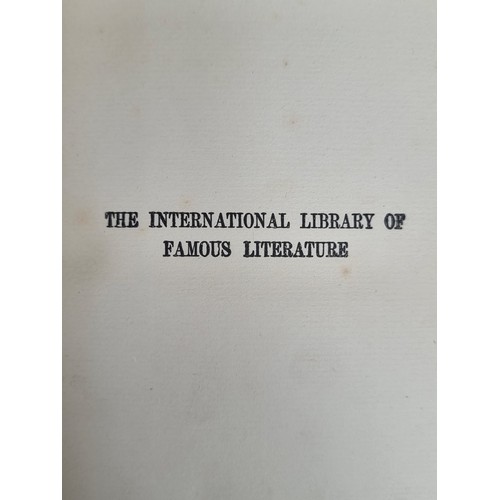 THE INTERNATIONAL LIBRARY OF
FAMOUS LITERATURE